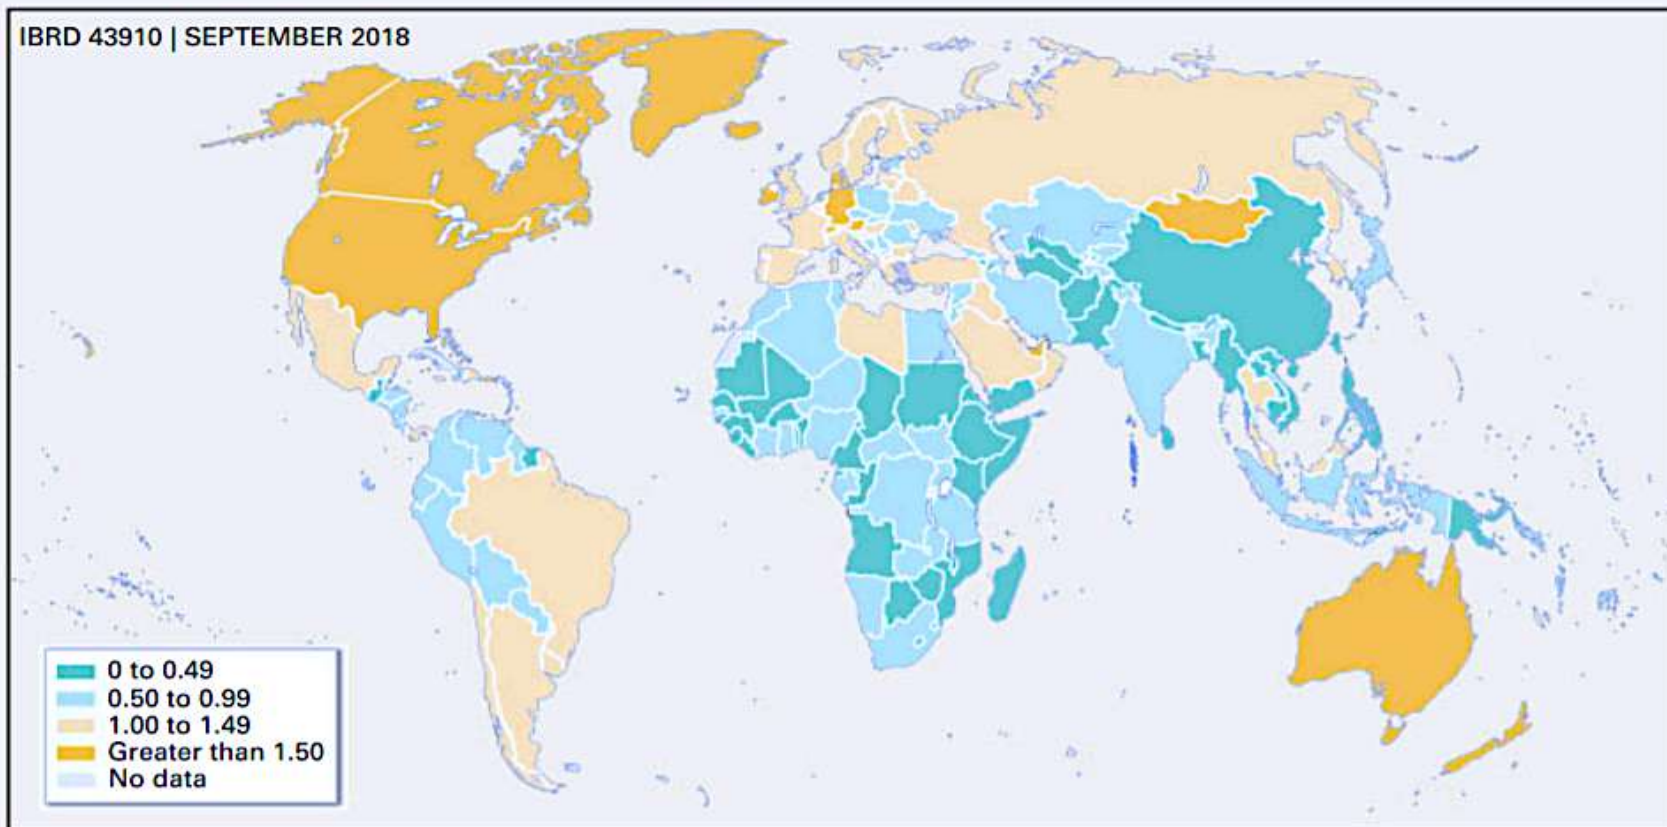 IBRD 43910 | SEPTEMBER 2018
0 to 0.49
0.50 to 0.99
1.00 to 1.49
Greater than 1.50
No data